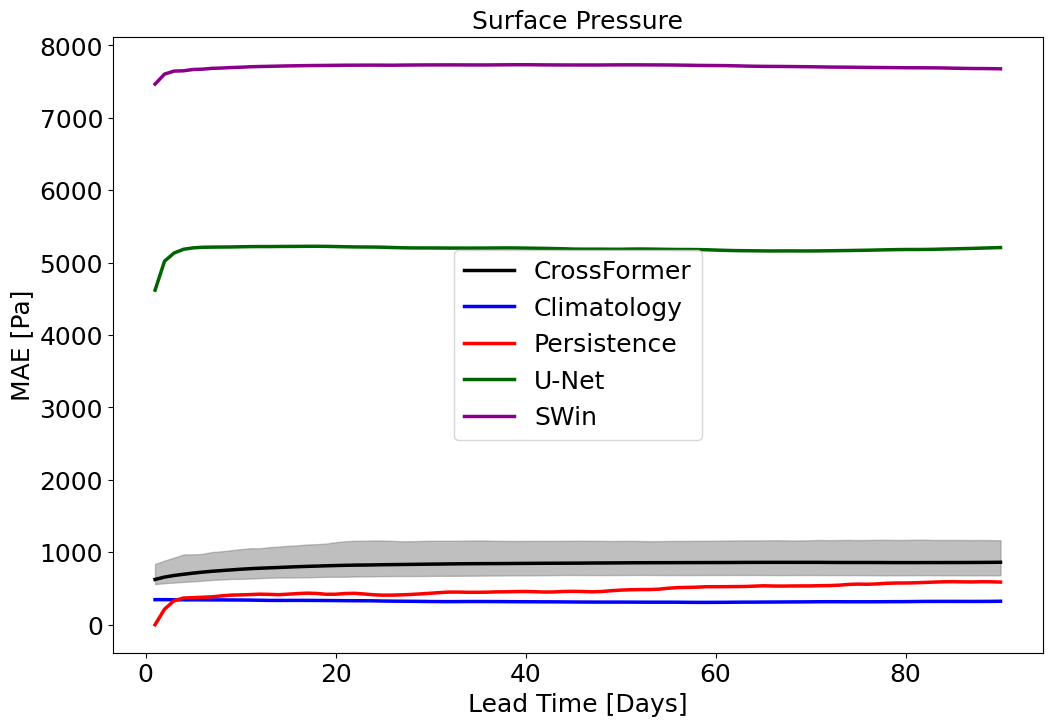 Surface Pressure
MAE [Pa]
8000
7000
6000
5000
4000
3000
2000
1000
0
CrossFormer
Climatology
Persistence
U-Net
SWin
0 20 40 60 80
Lead Time [Days]